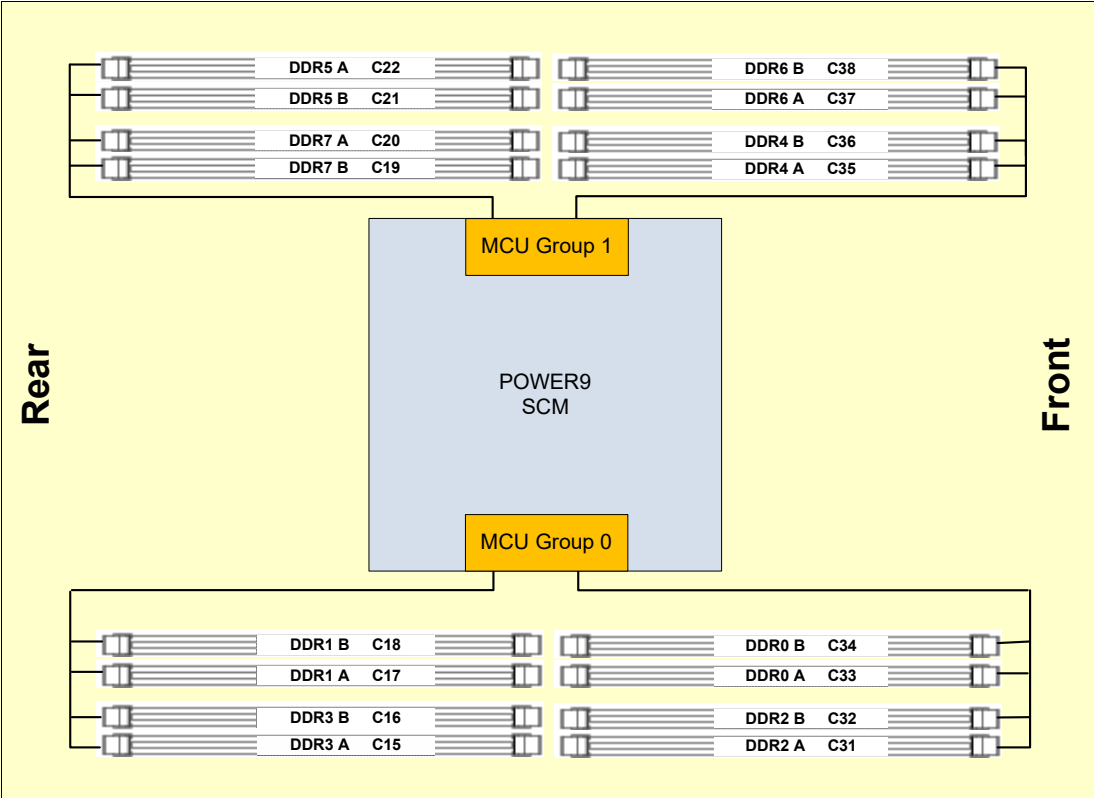 DDR5 A C22
DDR6 B C38
DDR5 B C21
DDR6 A C37
DDR7 A C20
DDR4 B C36
DDR7 B C19
DDR4 A C35
MCU Group 1
Rear
POWER9
SCM
Front
MCU Group 0
DDR1 B C18
DDR0 B C34
DDR1 A C17
DDR0 A C33
DDR3 B C16
DDR2 B C32
DDR3 A C15
DDR2 A C31